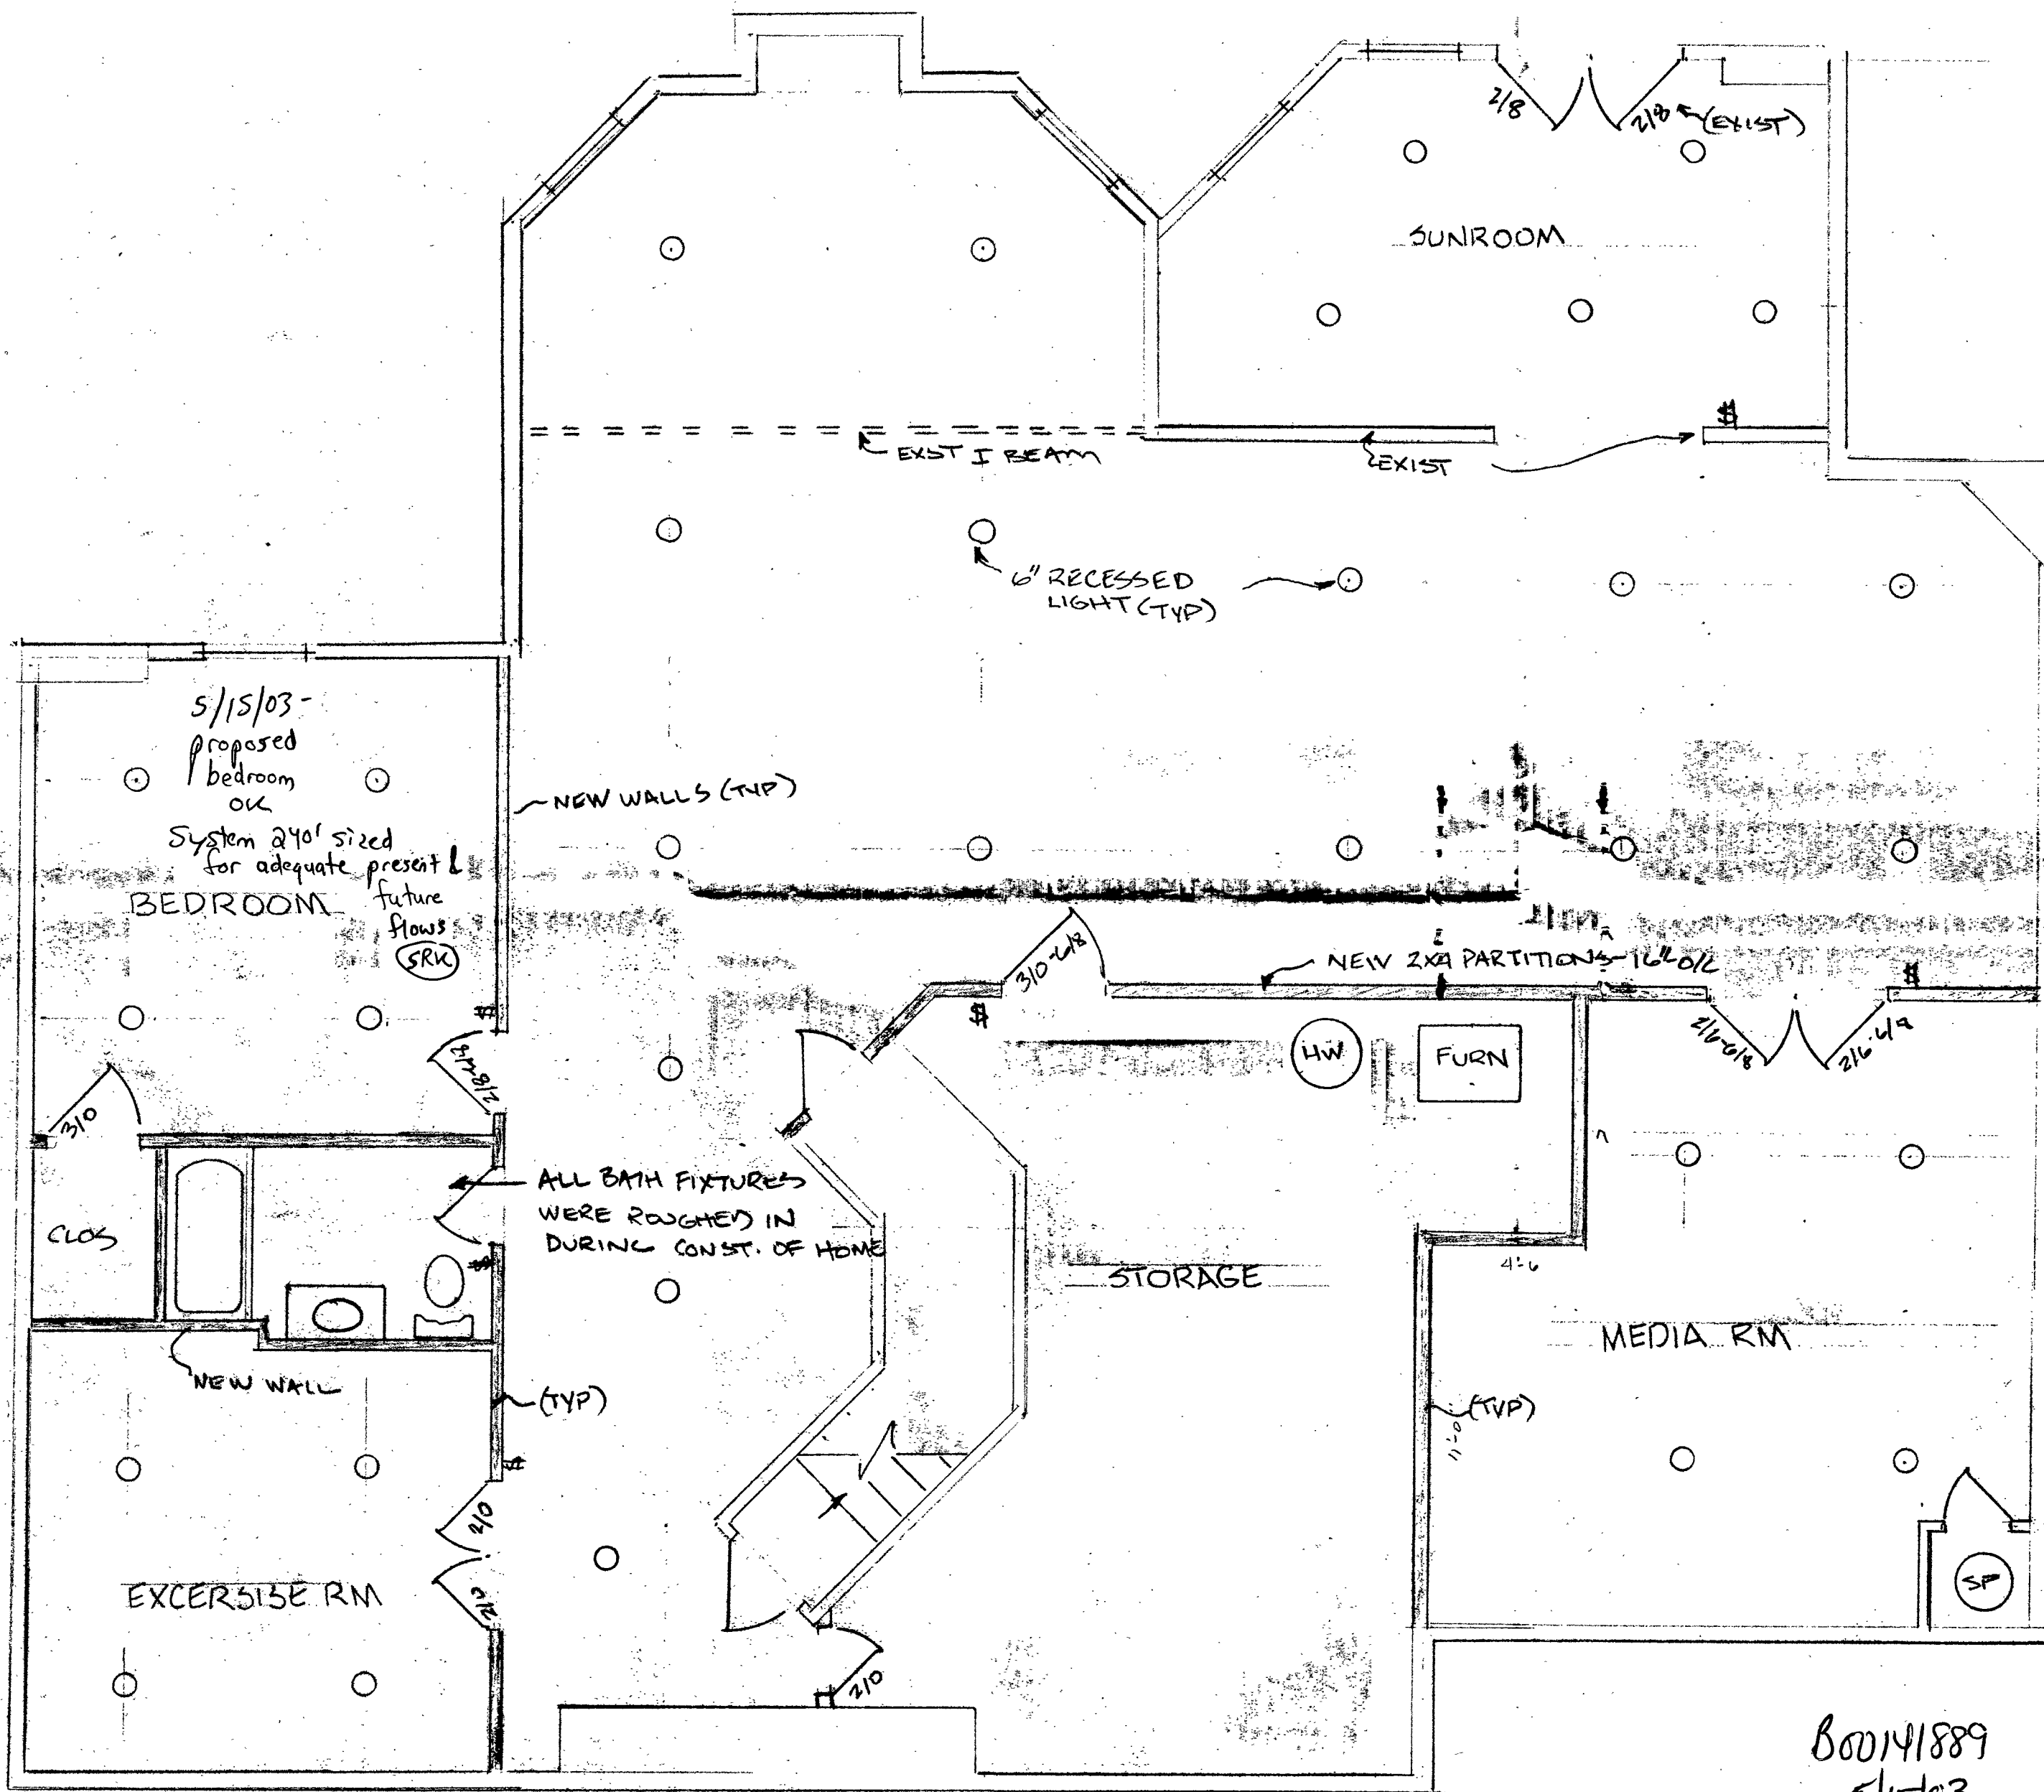 2/8
2/8
(EXIST)
SUNROOM
$
EXST I BEAM
EXIST
6" RECESSED
LIGHT (TYP)
5/15/03 -
proposed
bedroom
OK
System 240' sized
for adequate present &
future
flows
SRK
BEDROOM
NEW WALLS (TYP)
3/0-6/8
NEW 2X4 PARTITIONS - 16" O/C
$
$
$
2/6-6/8
2/6-6/8
HW
FURN
2/8-6/8
3/0
ALL BATH FIXTURES
WERE ROUGHED IN
DURING CONST. OF HOME
CLOS
$
4-6
STORAGE
MEDIA RM
NEW WALL
(TYP)
(TYP)
$
2/0
2/0
EXCERSISE RM
SP
2/0
B00141889